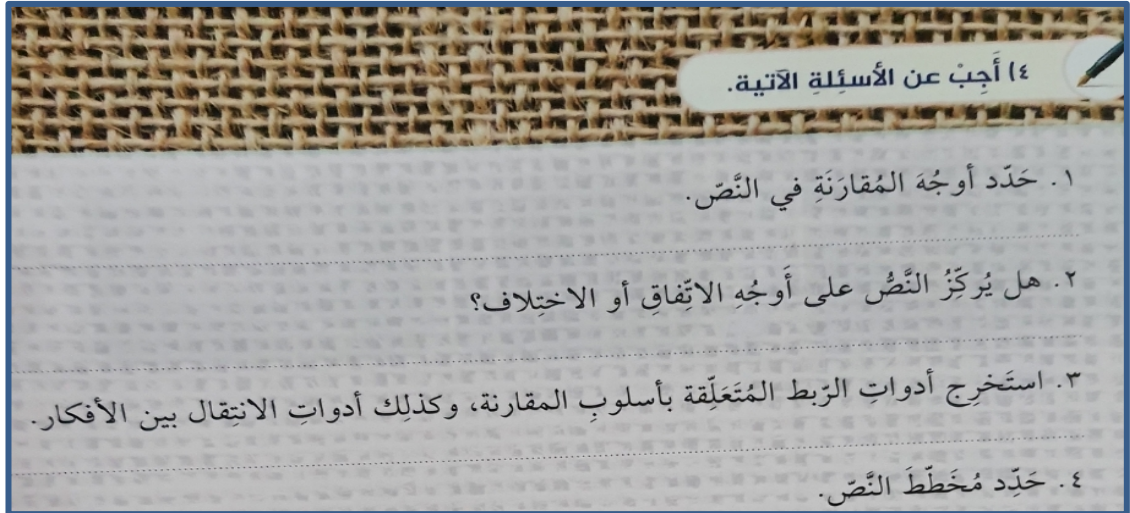 ٤) أَجِبْ عن الأسئِلةِ الآتية.
١. حَدّد أوجُهَ المُقارَنَةِ في النَّصّ.
٢. هل يُركِّزُ النَّصُّ على أَوجُهِ الاتِّفاقِ أو الاختِلاف؟
٣. استَخرِج أدواتِ الرّبط المُتَعَلِّقة بأسلوبِ المقارنة، وكذلِك أدواتِ الانتِقال بين الأفكار.
٤. حَدِّد مُخَطّطَ النَّصّ.